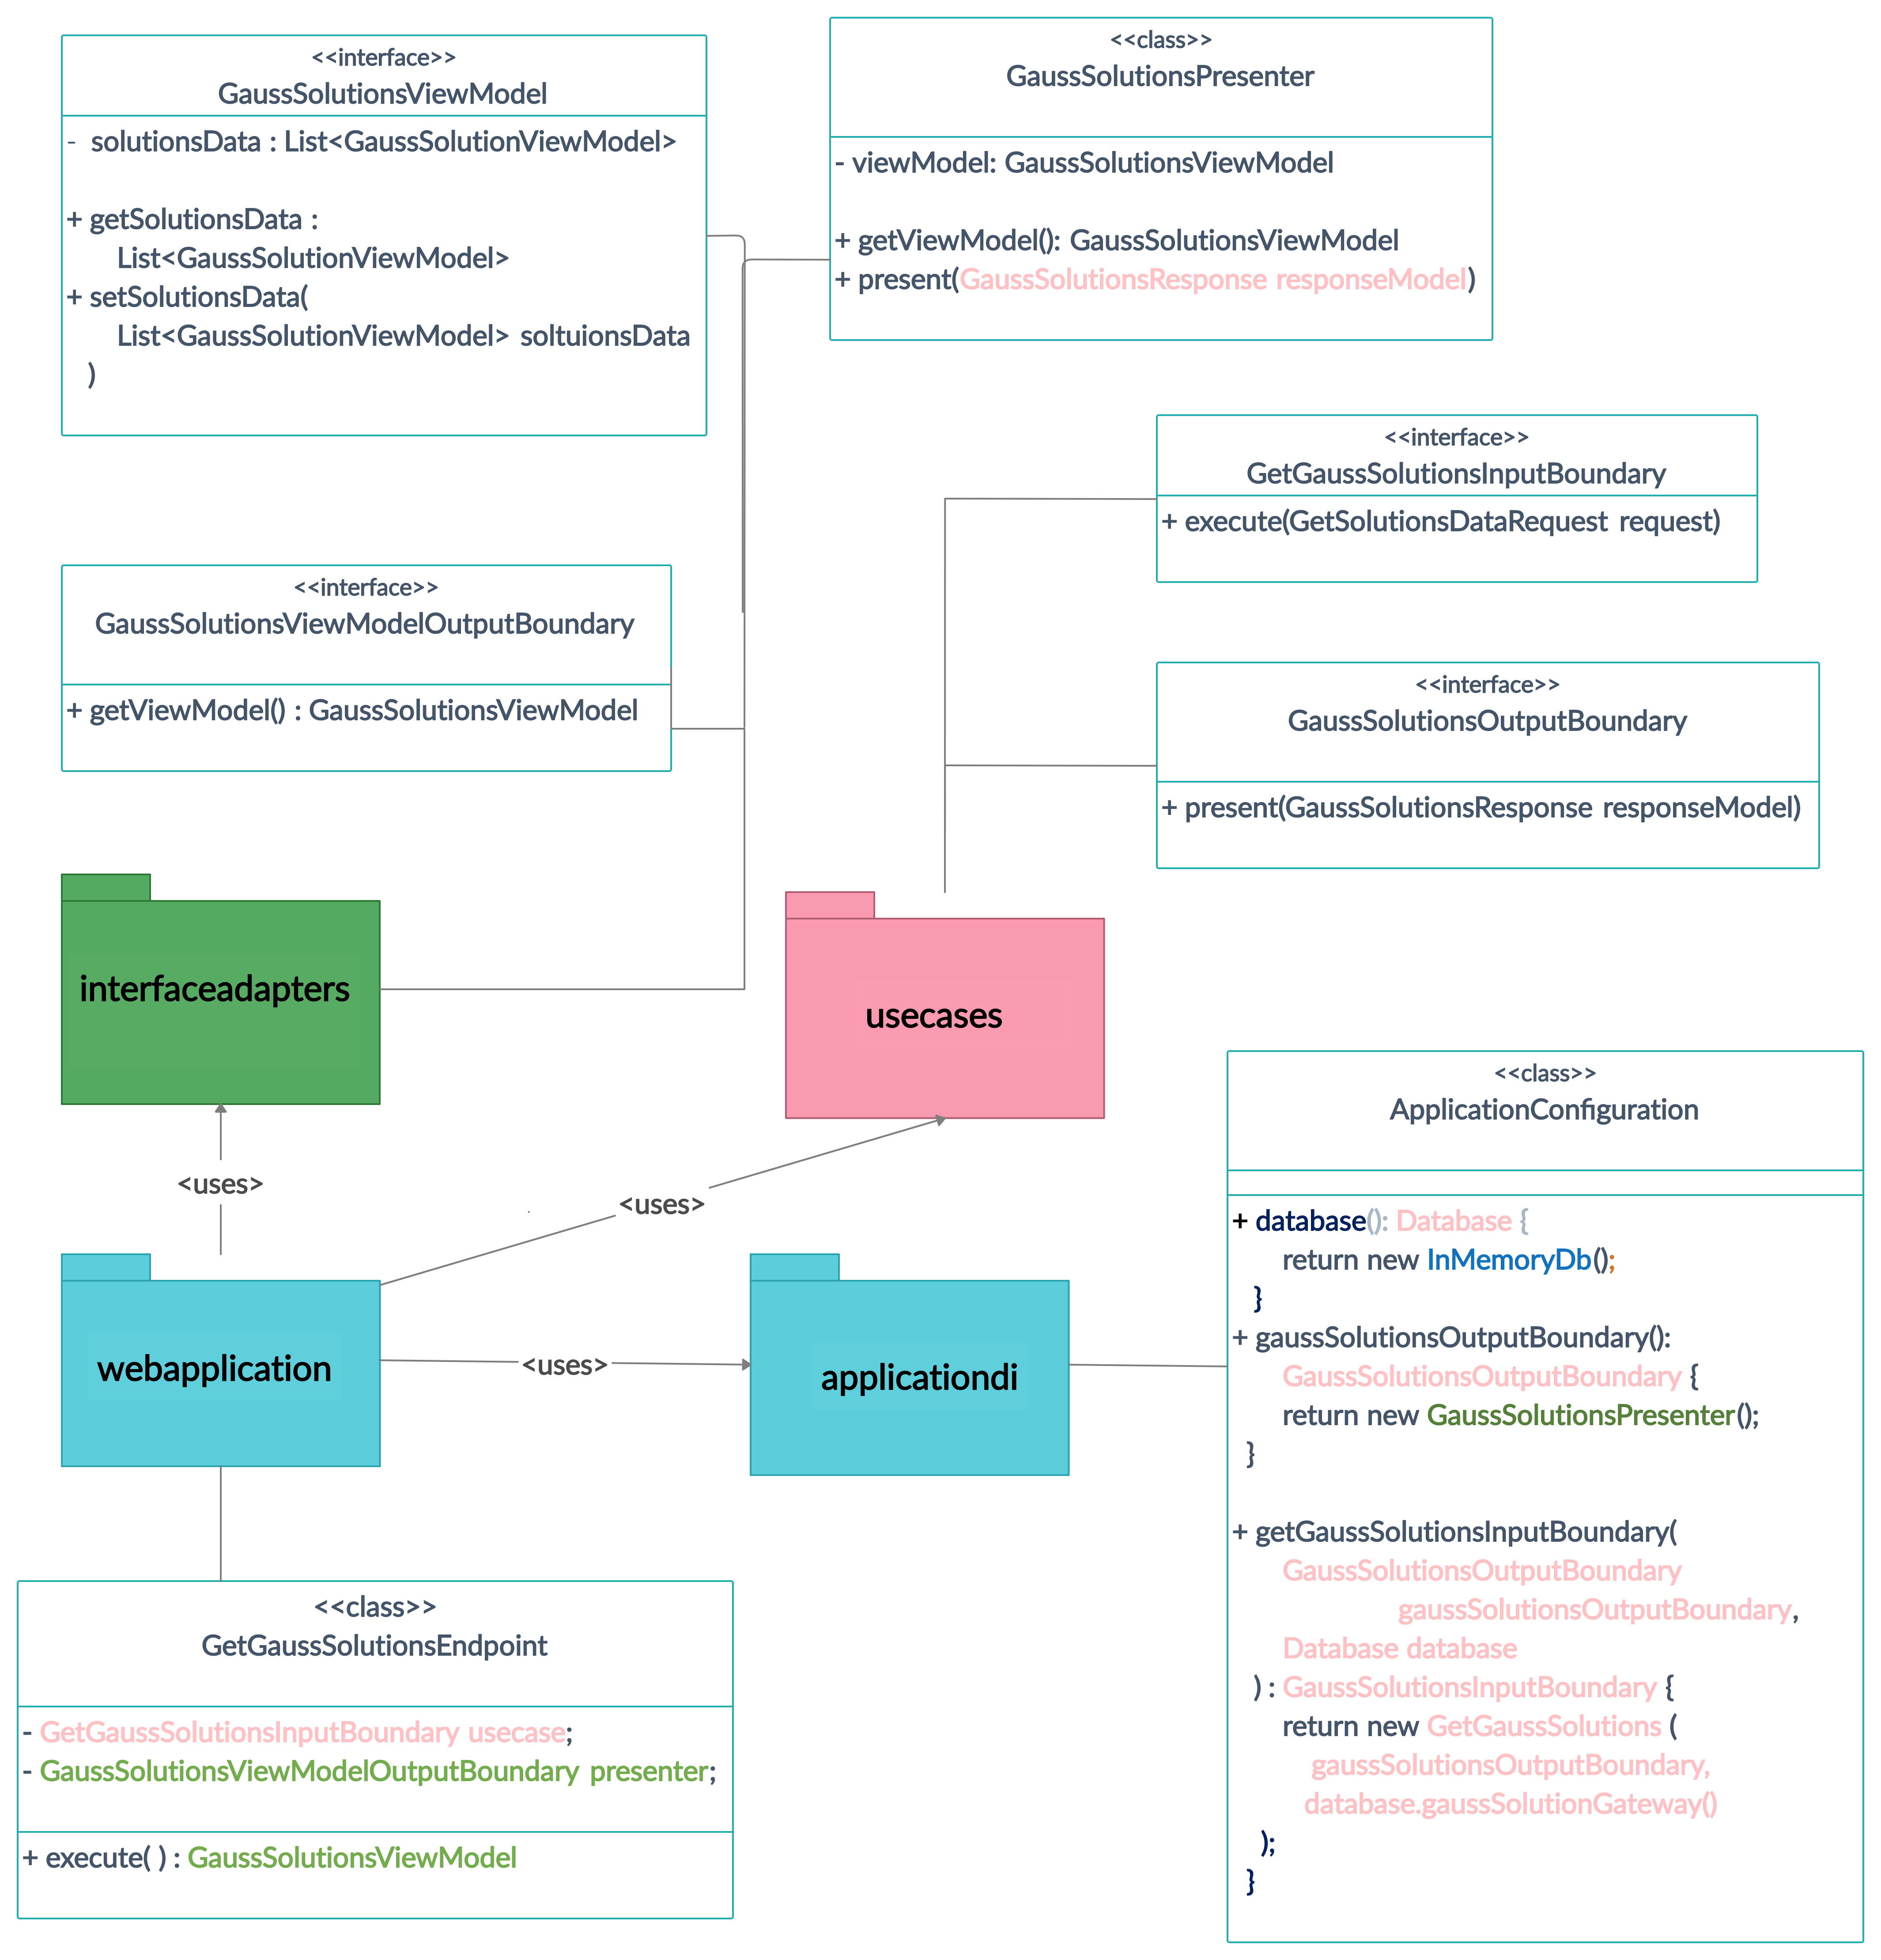 <<interface>>
GaussSolutionsViewModel
- solutionsData : List<GaussSolutionViewModel>
+ getSolutionsData :
List<GaussSolutionViewModel>
+ setSolutionsData(
List<GaussSolutionViewModel> soltuionsData
)
<<class>>
GaussSolutionsPresenter
- viewModel: GaussSolutionsViewModel
+ getViewModel(): GaussSolutionsViewModel
+ present(GaussSolutionsResponse responseModel)
<<interface>>
GetGaussSolutionsInputBoundary
+ execute(GetSolutionsDataRequest request)
<<interface>>
GaussSolutionsViewModelOutputBoundary
+ getViewModel() : GaussSolutionsViewModel
<<interface>>
GaussSolutionsOutputBoundary
+ present(GaussSolutionsResponse responseModel)
interfaceadapters
usecases
<uses>
<uses>
webapplication
<uses>
applicationdi
<<class>>
ApplicationConfiguration
+ database(): Database {
return new InMemoryDb();
}
+ gaussSolutionsOutputBoundary():
GaussSolutionsOutputBoundary {
return new GaussSolutionsPresenter();
}
+ getGaussSolutionsInputBoundary(
GaussSolutionsOutputBoundary
gaussSolutionsOutputBoundary,
Database database
) : GaussSolutionsInputBoundary {
return new GetGaussSolutions (
gaussSolutionsOutputBoundary,
database.gaussSolutionGateway()
);
}
<<class>>
GetGaussSolutionsEndpoint
- GetGaussSolutionsInputBoundary usecase;
- GaussSolutionsViewModelOutputBoundary presenter;
+ execute( ) : GaussSolutionsViewModel